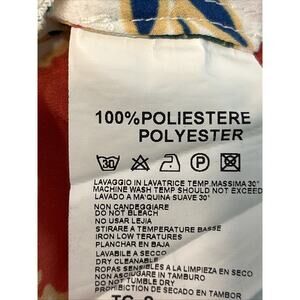 100%POLIESTERE
POLYESTER
30 P
LAVAGGIO IN LAVATRICE TEMP.MASSIMA 30°
MACHINE WASH TEMP SHOULD NOT EXCEED
LAVADO A MA'QUINA SUAVE 30°
NON CANDEGGIARE
DO NOT BLEACH
NO USAR LEJIA
STIRARE A TEMPERATURE BASSE
IRON LOW TERATURES
PLANCHAR EN BAJA
LAVABILE A SECCO
DRY CLEANABLE
ROPAS SENSIBLES A LA LIMPIEZA EN SECO
NON ASCIUGARE IN TAMBURO
DO NOT TUMBLE DRY
PROHIBICION DE SECADO EN TAMBOR